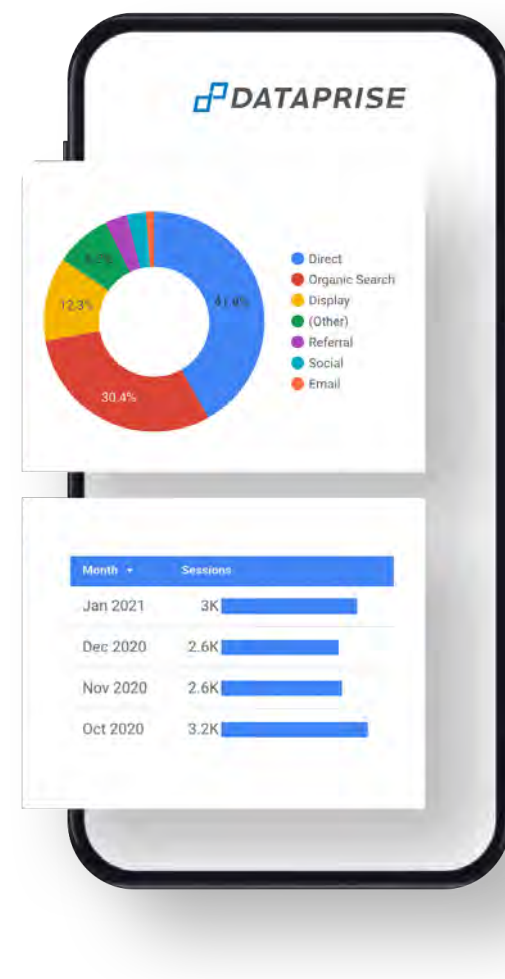 DATAPRISE
Direct
Organic Search
Display
(Other)
Referral
Social
Email
12.3%
30.4%
Month
Sessions
Jan 2021
3K
Dec 2020
2.6K
Nov 2020
2.6K
Oct 2020
3.2K